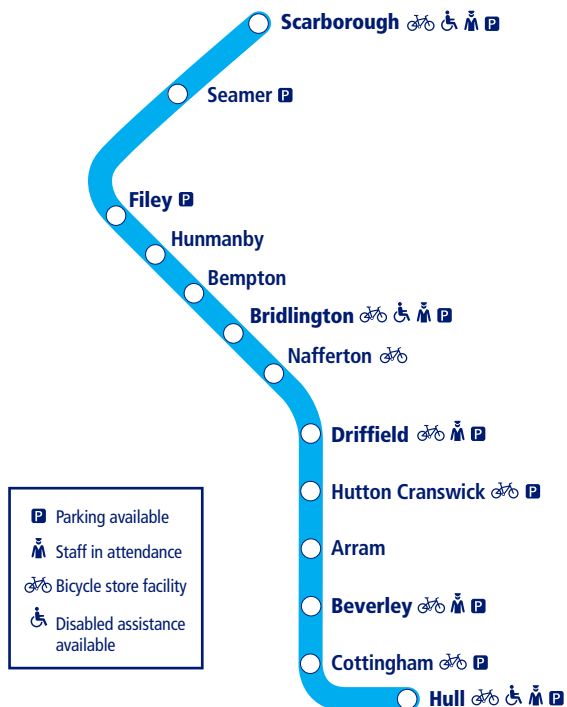 Scarborough P
Seamer P
Filey P
Hunmanby
Bempton
Bridlington P
Nafferton
Driffield P
Hutton Cranswick P
Arram
Beverley P
Cottingham P
Hull P
P Parking available
Staff in attendance
Bicycle store facility
Disabled assistance
available